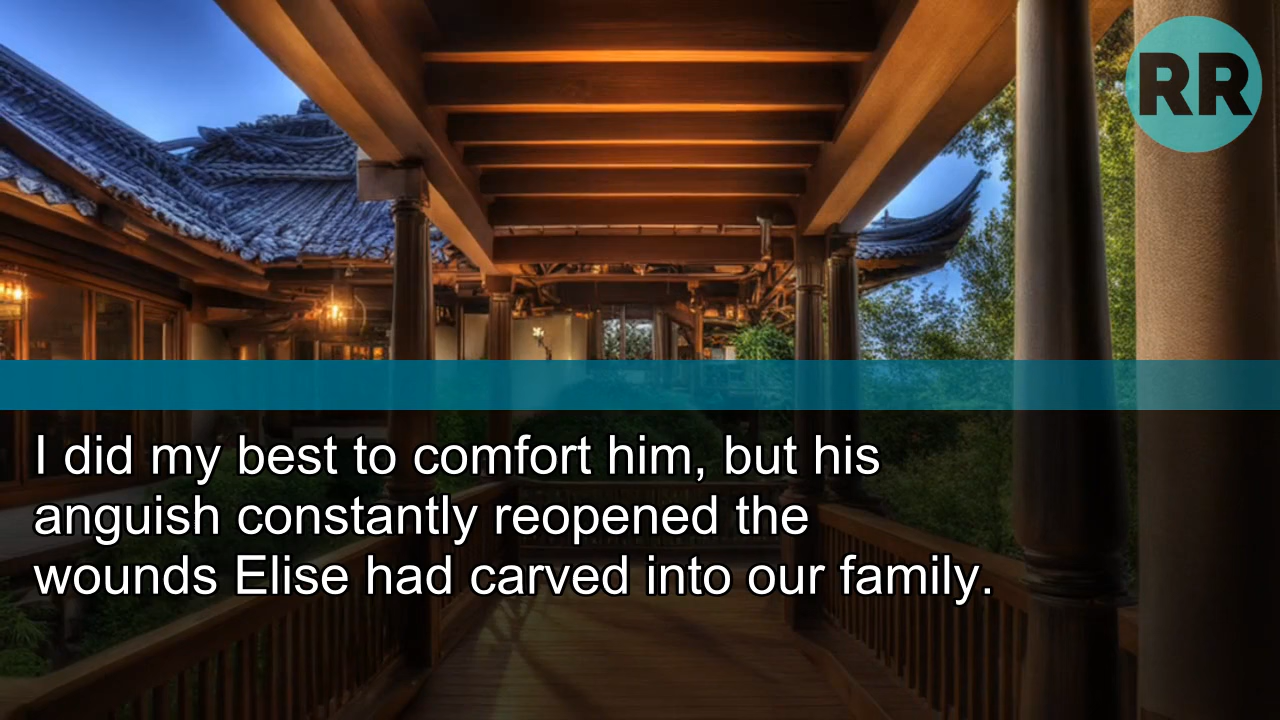 RR
I did my best to comfort him, but his
anguish constantly reopened the
wounds Elise had carved into our family.